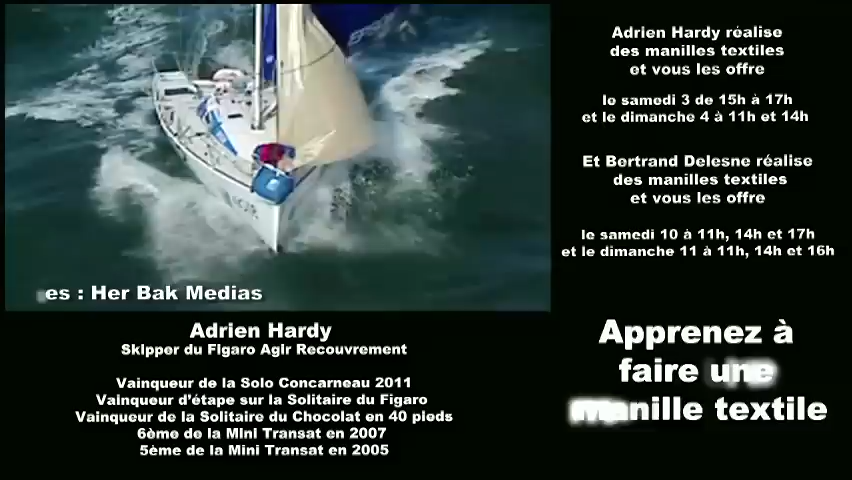 es : Her Bak Medias
Adrien Hardy
Skipper du Figaro Agir Recouvrement
Vainqueur de la Solo Concarneau 2011
Vainqueur d'étape sur la Solitaire du Figaro
Vainqueur de la Solitaire du Chocolat en 40 pieds
6ème de la Mini Transat en 2007
5ème de la Mini Transat en 2005
Adrien Hardy réalise
des manilles textiles
et vous les offre
le samedi 3 de 15h à 17h
et le dimanche 4 à 11h et 14h
Et Bertrand Delesne réalise
des manilles textiles
et vous les offre
le samedi 10 à 11h, 14h et 17h
et le dimanche 11 à 11h, 14h et 16h
Apprenez à
faire une
manille textile